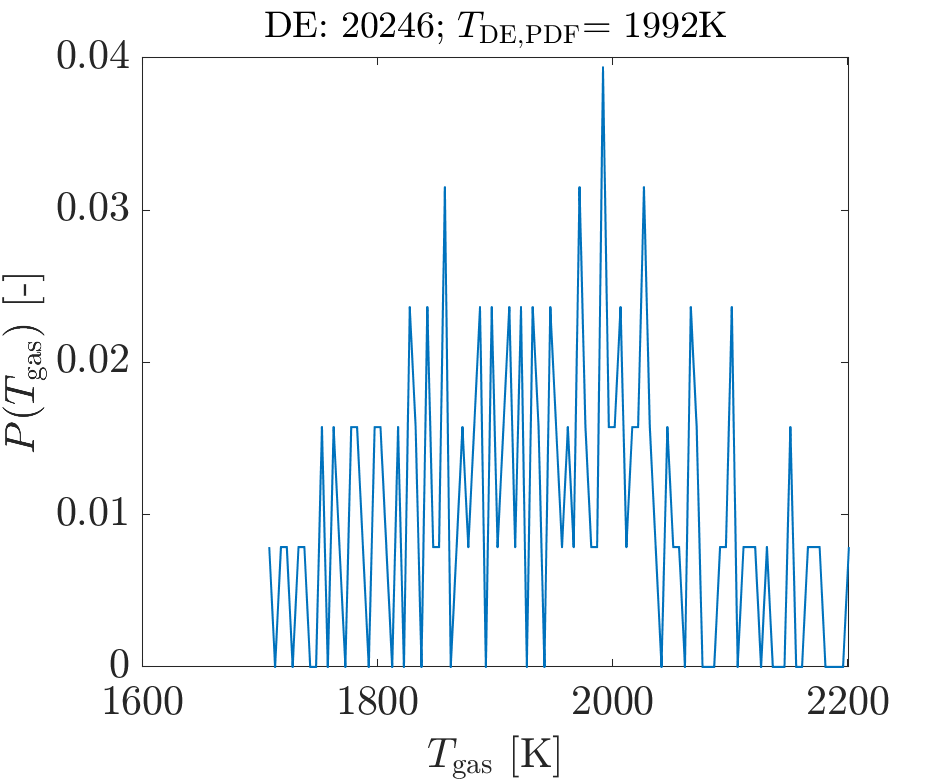 DE: 20246; T_DE,PDF= 1992K
0.04
0.03
0.02
0.01
0
P(T_gas) [-]
1600 1800 2000 2200
T_gas [K]